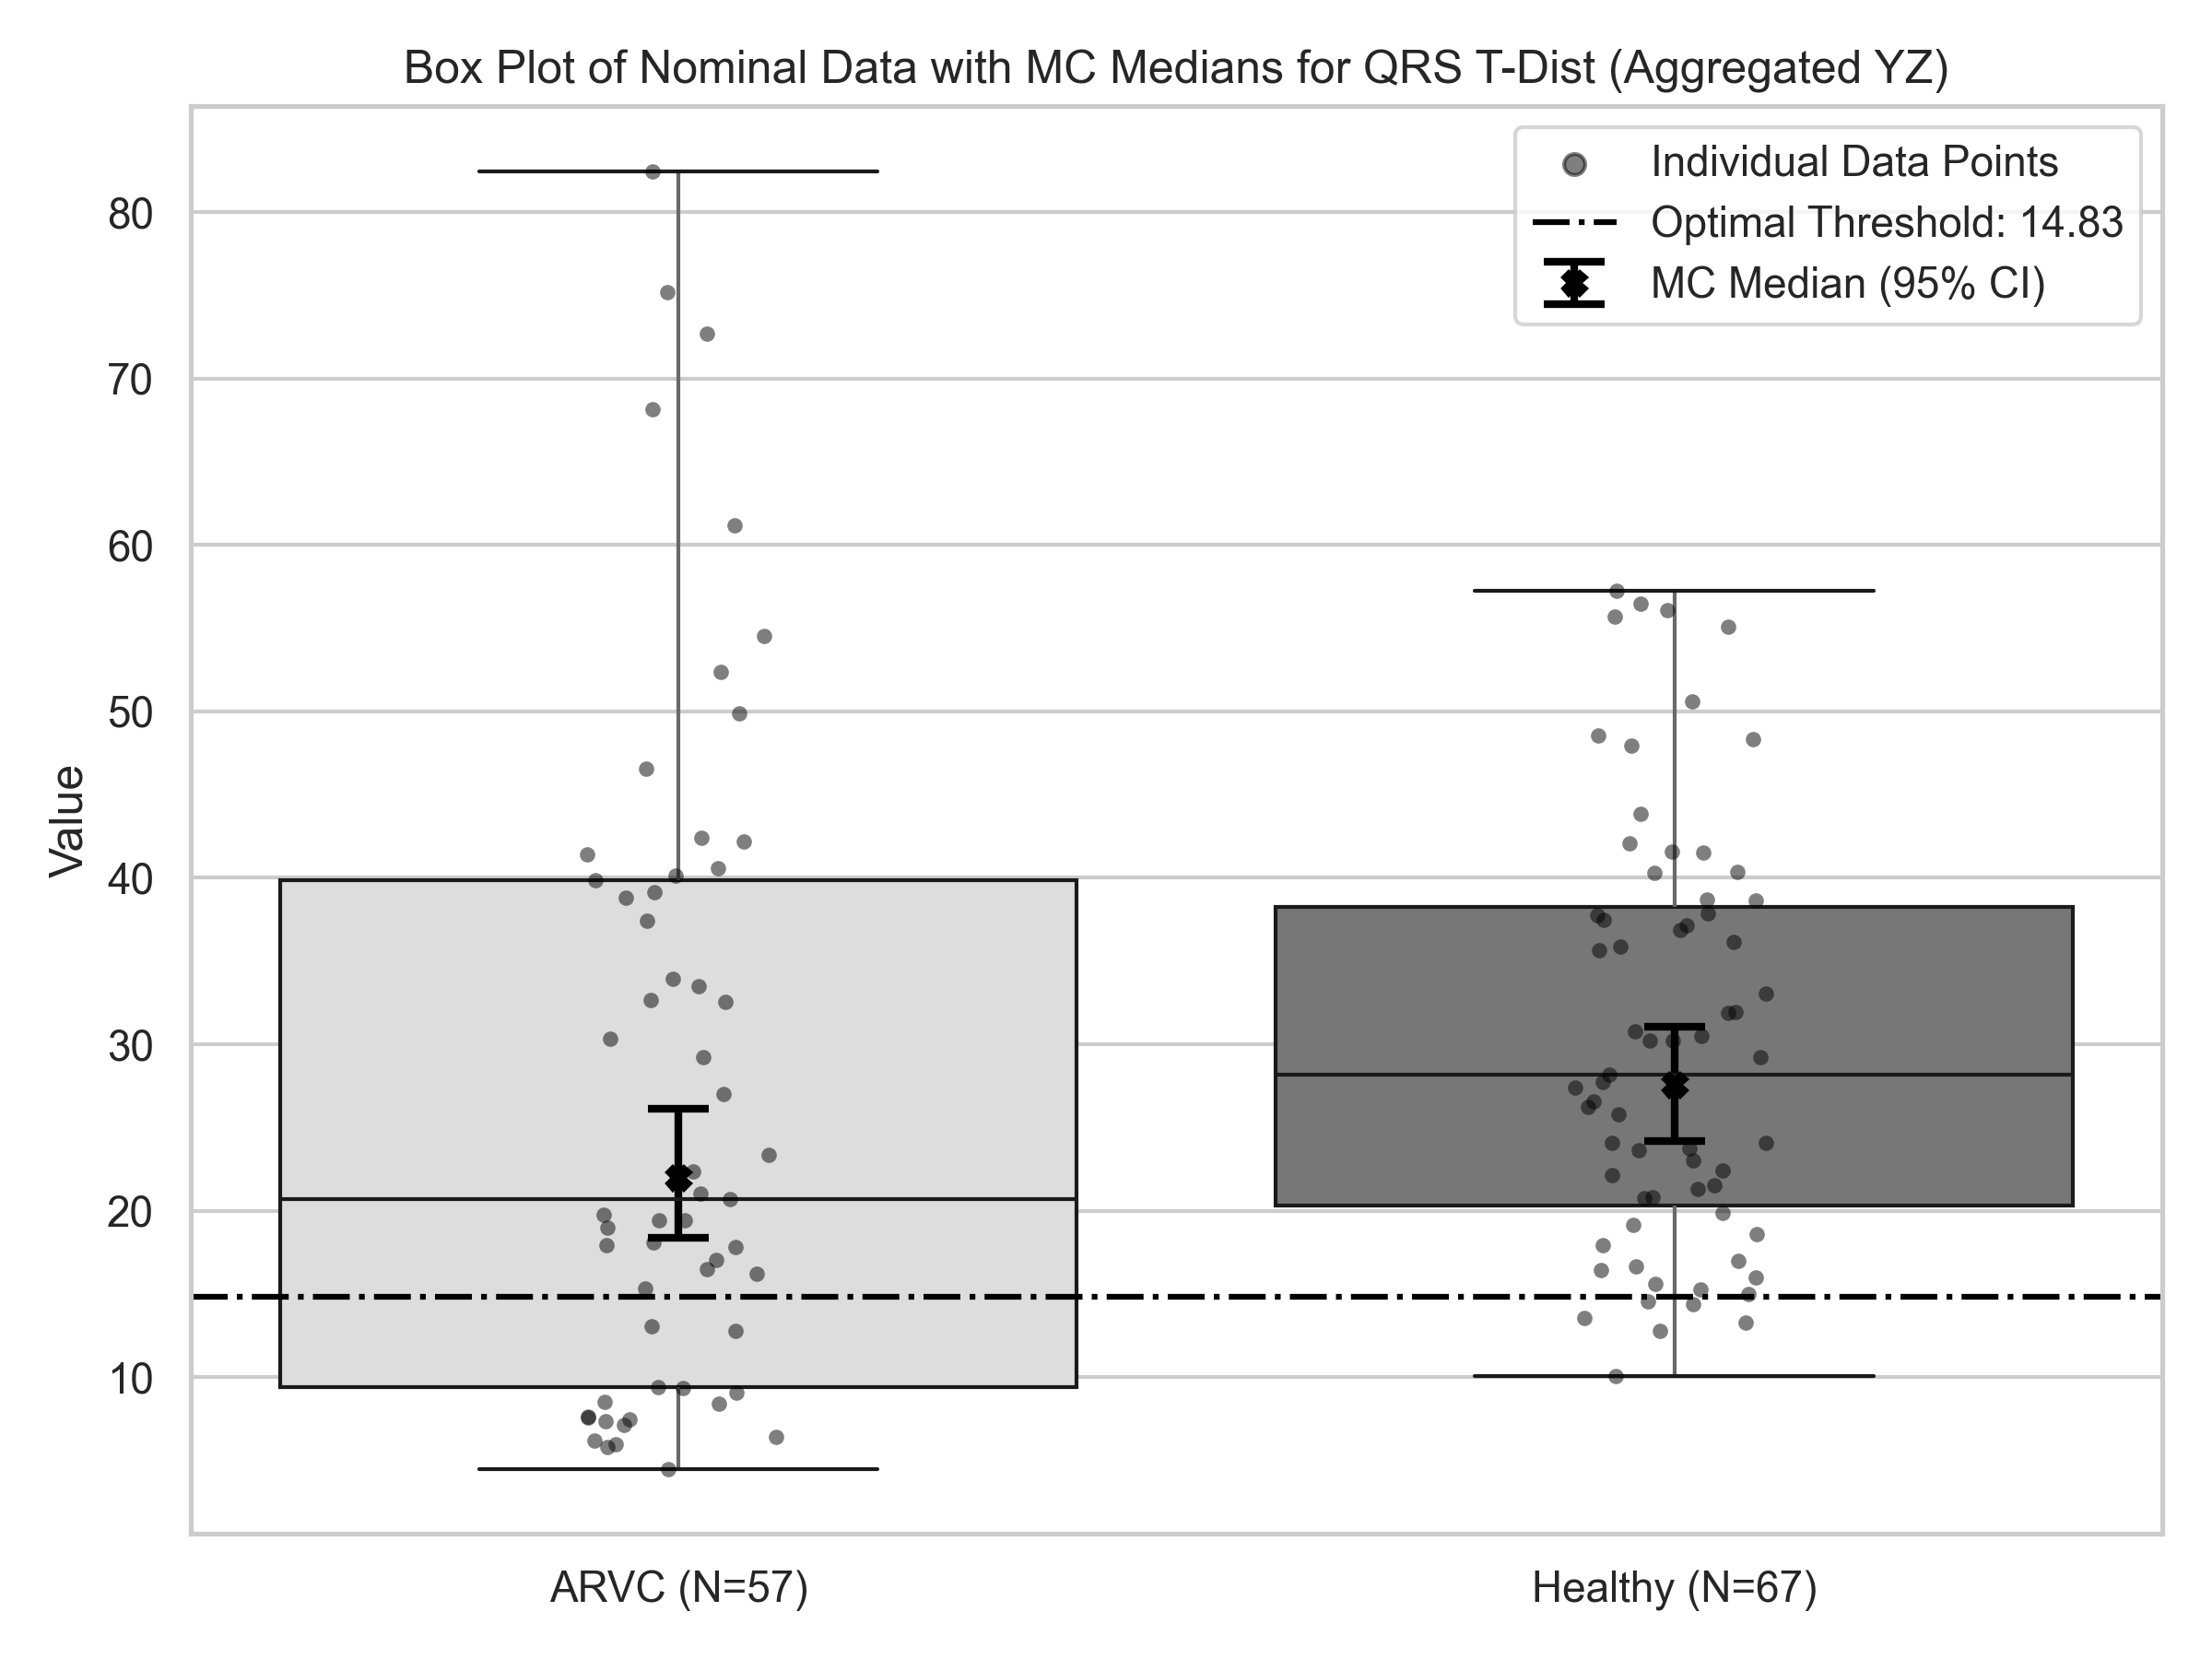 Box Plot of Nominal Data with MC Medians for QRS T-Dist (Aggregated YZ)
Individual Data Points
Optimal Threshold: 14.83
MC Median (95% CI)
Value
80
70
60
50
40
30
20
10
ARVC (N=57)
Healthy (N=67)